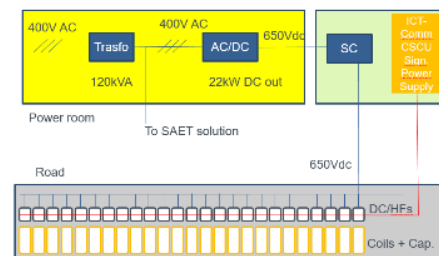 400V AC
400V AC
Trasfo
AC/DC
650Vdc
SC
ICT-
Comm
CSCU
Sign.
Power
Supply
120kVA
22kW DC out
Power room
To SAET solution
650Vdc
Road
DC/HFs
Coils + Cap.